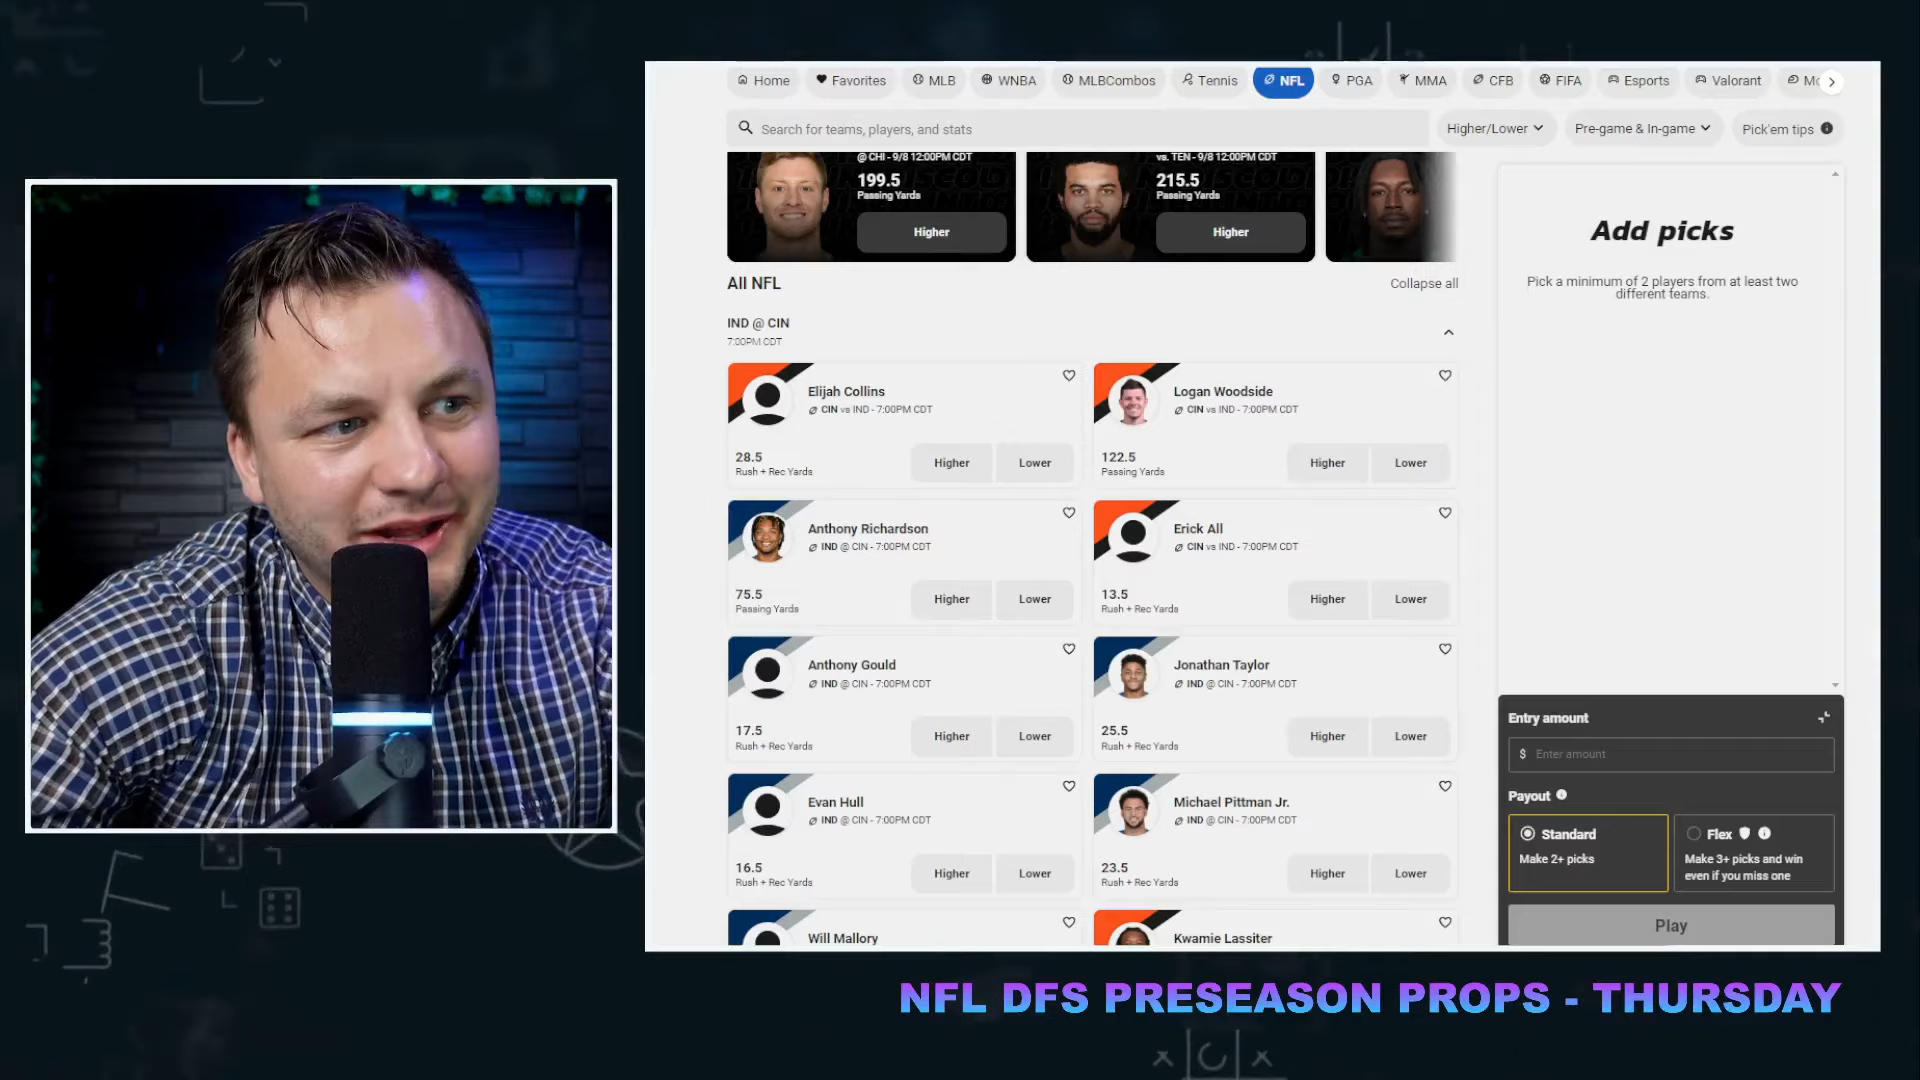 Home Favorites MLB WNBA MLBCombos Tennis NFL PGA MMA CFB FIFA Esports Valorant Mo
Search for teams, players, and stats
Higher/Lower
Pre-game & In-game
Pick'em tips
@ CHI - 9/8 12:00PM CDT
199.5
Passing Yards
Higher
vs. TEN - 9/8 12:00PM CDT
215.5
Passing Yards
Higher
All NFL
Collapse all
IND @ CIN
7:00PM CDT
Elijah Collins
CIN vs IND - 7:00PM CDT
28.5
Rush + Rec Yards
Higher Lower
Logan Woodside
CIN vs IND - 7:00PM CDT
122.5
Passing Yards
Higher Lower
Anthony Richardson
IND @ CIN - 7:00PM CDT
75.5
Passing Yards
Higher Lower
Erick All
CIN vs IND - 7:00PM CDT
13.5
Rush + Rec Yards
Higher Lower
Anthony Gould
IND @ CIN - 7:00PM CDT
17.5
Rush + Rec Yards
Higher Lower
Jonathan Taylor
IND @ CIN - 7:00PM CDT
25.5
Rush + Rec Yards
Higher Lower
Evan Hull
IND @ CIN - 7:00PM CDT
16.5
Rush + Rec Yards
Higher Lower
Michael Pittman Jr.
IND @ CIN - 7:00PM CDT
23.5
Rush + Rec Yards
Higher Lower
Will Mallory
Kwamie Lassiter
Add picks
Pick a minimum of 2 players from at least two
different teams.
Entry amount
$ Enter amount
Payout
Standard
Make 2+ picks
Flex
Make 3+ picks and win
even if you miss one
Play
NFL DFS PRESEASON PROPS - THURSDAY